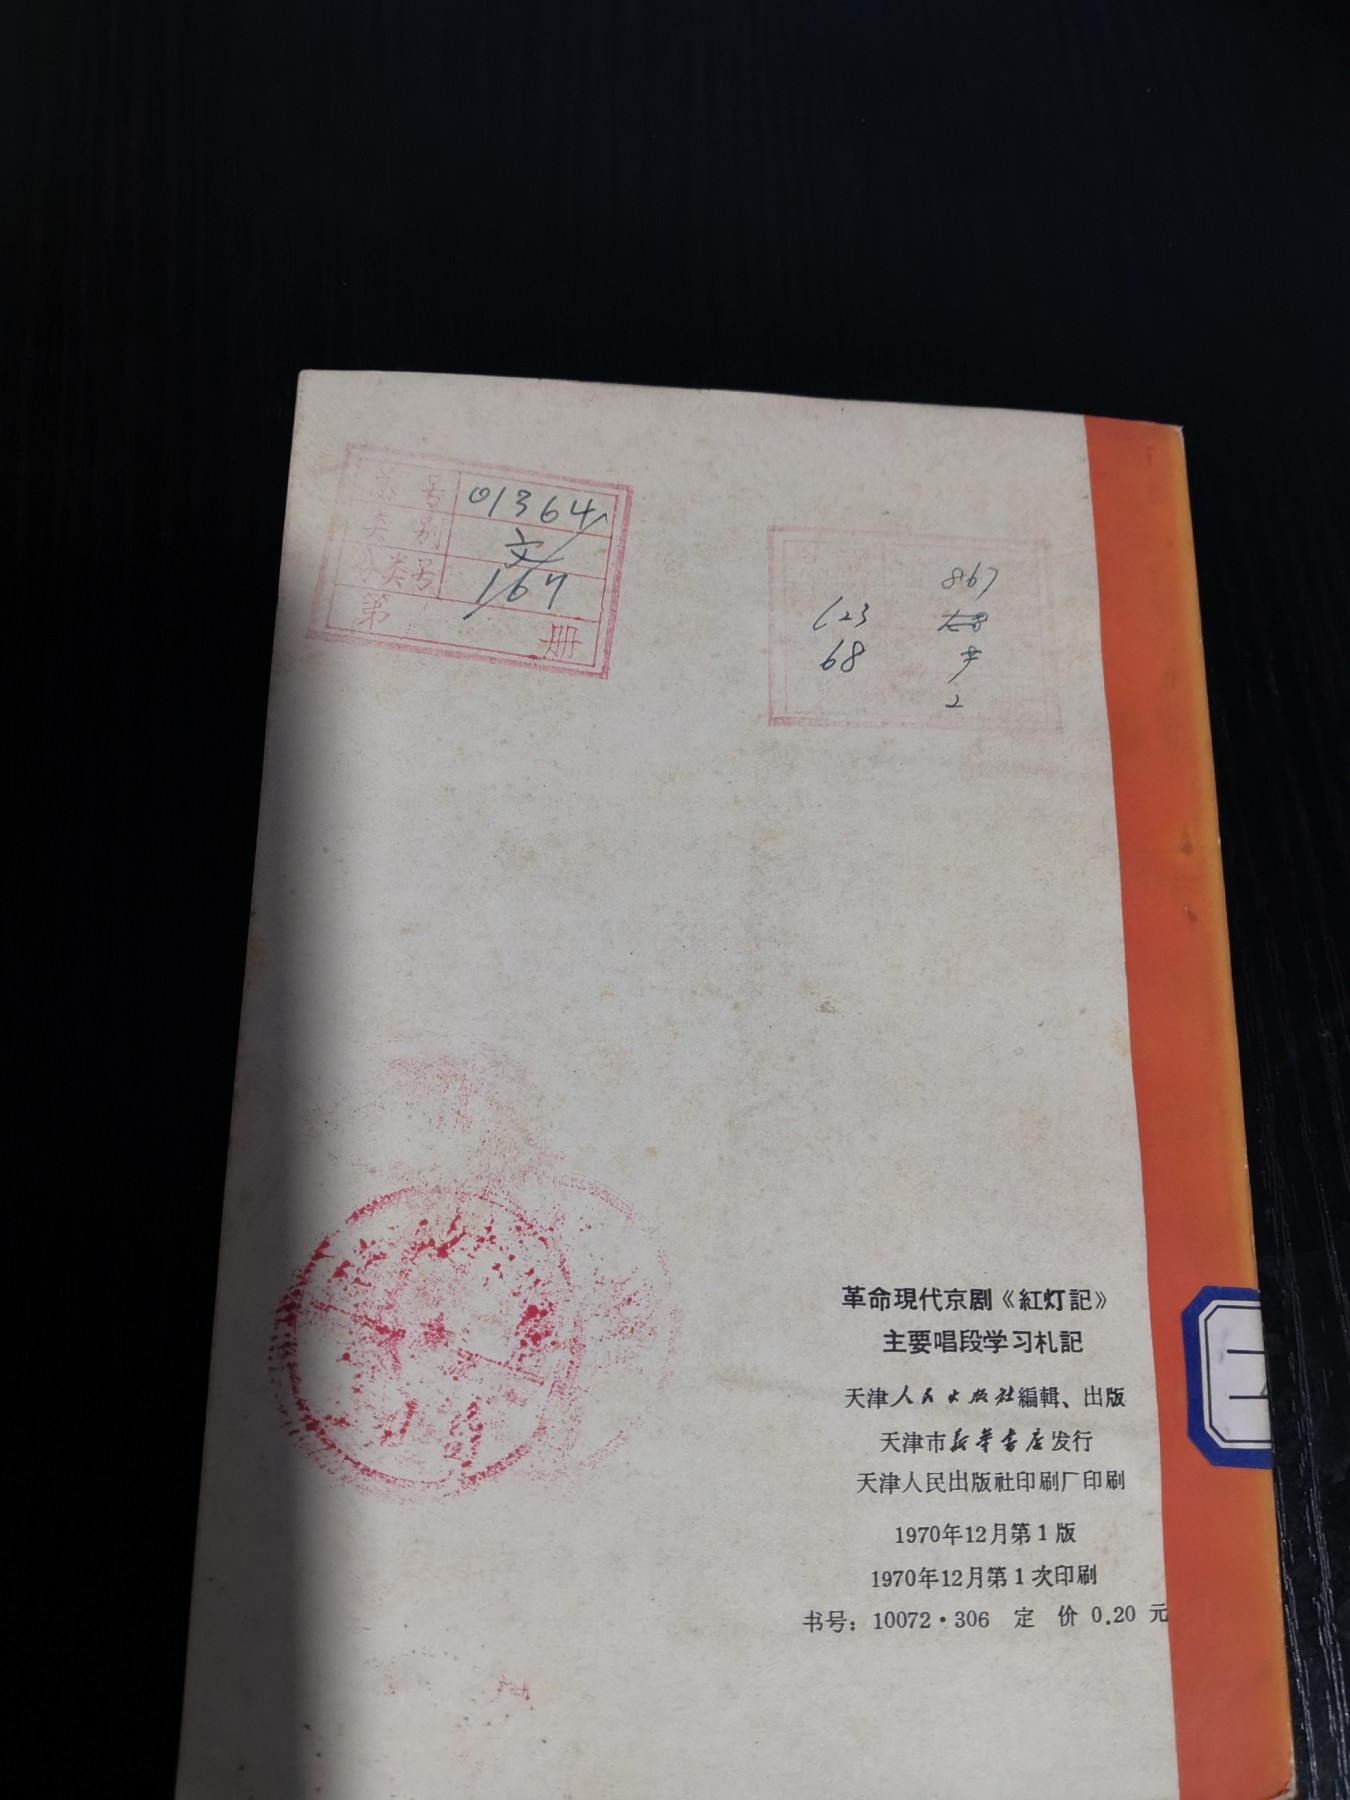 总号 01364
类别 文
分类号 167
第 册
867
123
68
2
革命現代京剧《紅灯記》
主要唱段学习札記
天津人民出版社編輯、出版
天津市新华書店发行
天津人民出版社印刷厂印刷
1970年12月第1版
1970年12月第1次印刷
书号：10072·306 定 价 0.20 元